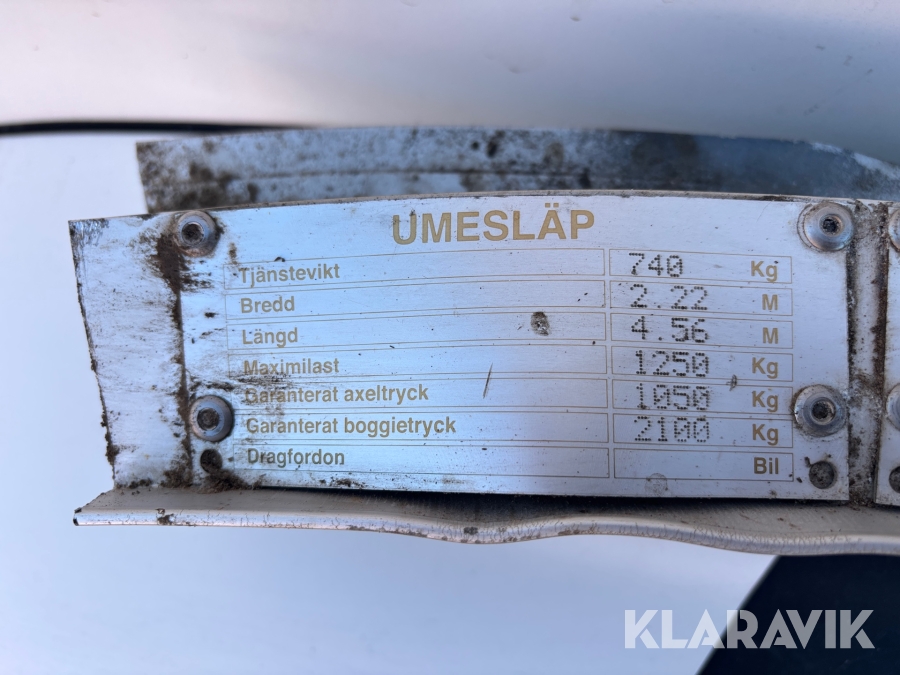 UMESLÄP
Tjänstevikt 740 Kg
Bredd 2.22 M
Längd 4.56 M
Maximilast 1250 Kg
Garanterat axeltryck 1050 Kg
Garanterat boggietryck 2100 Kg
Dragfordon Bil
KLARAVIK